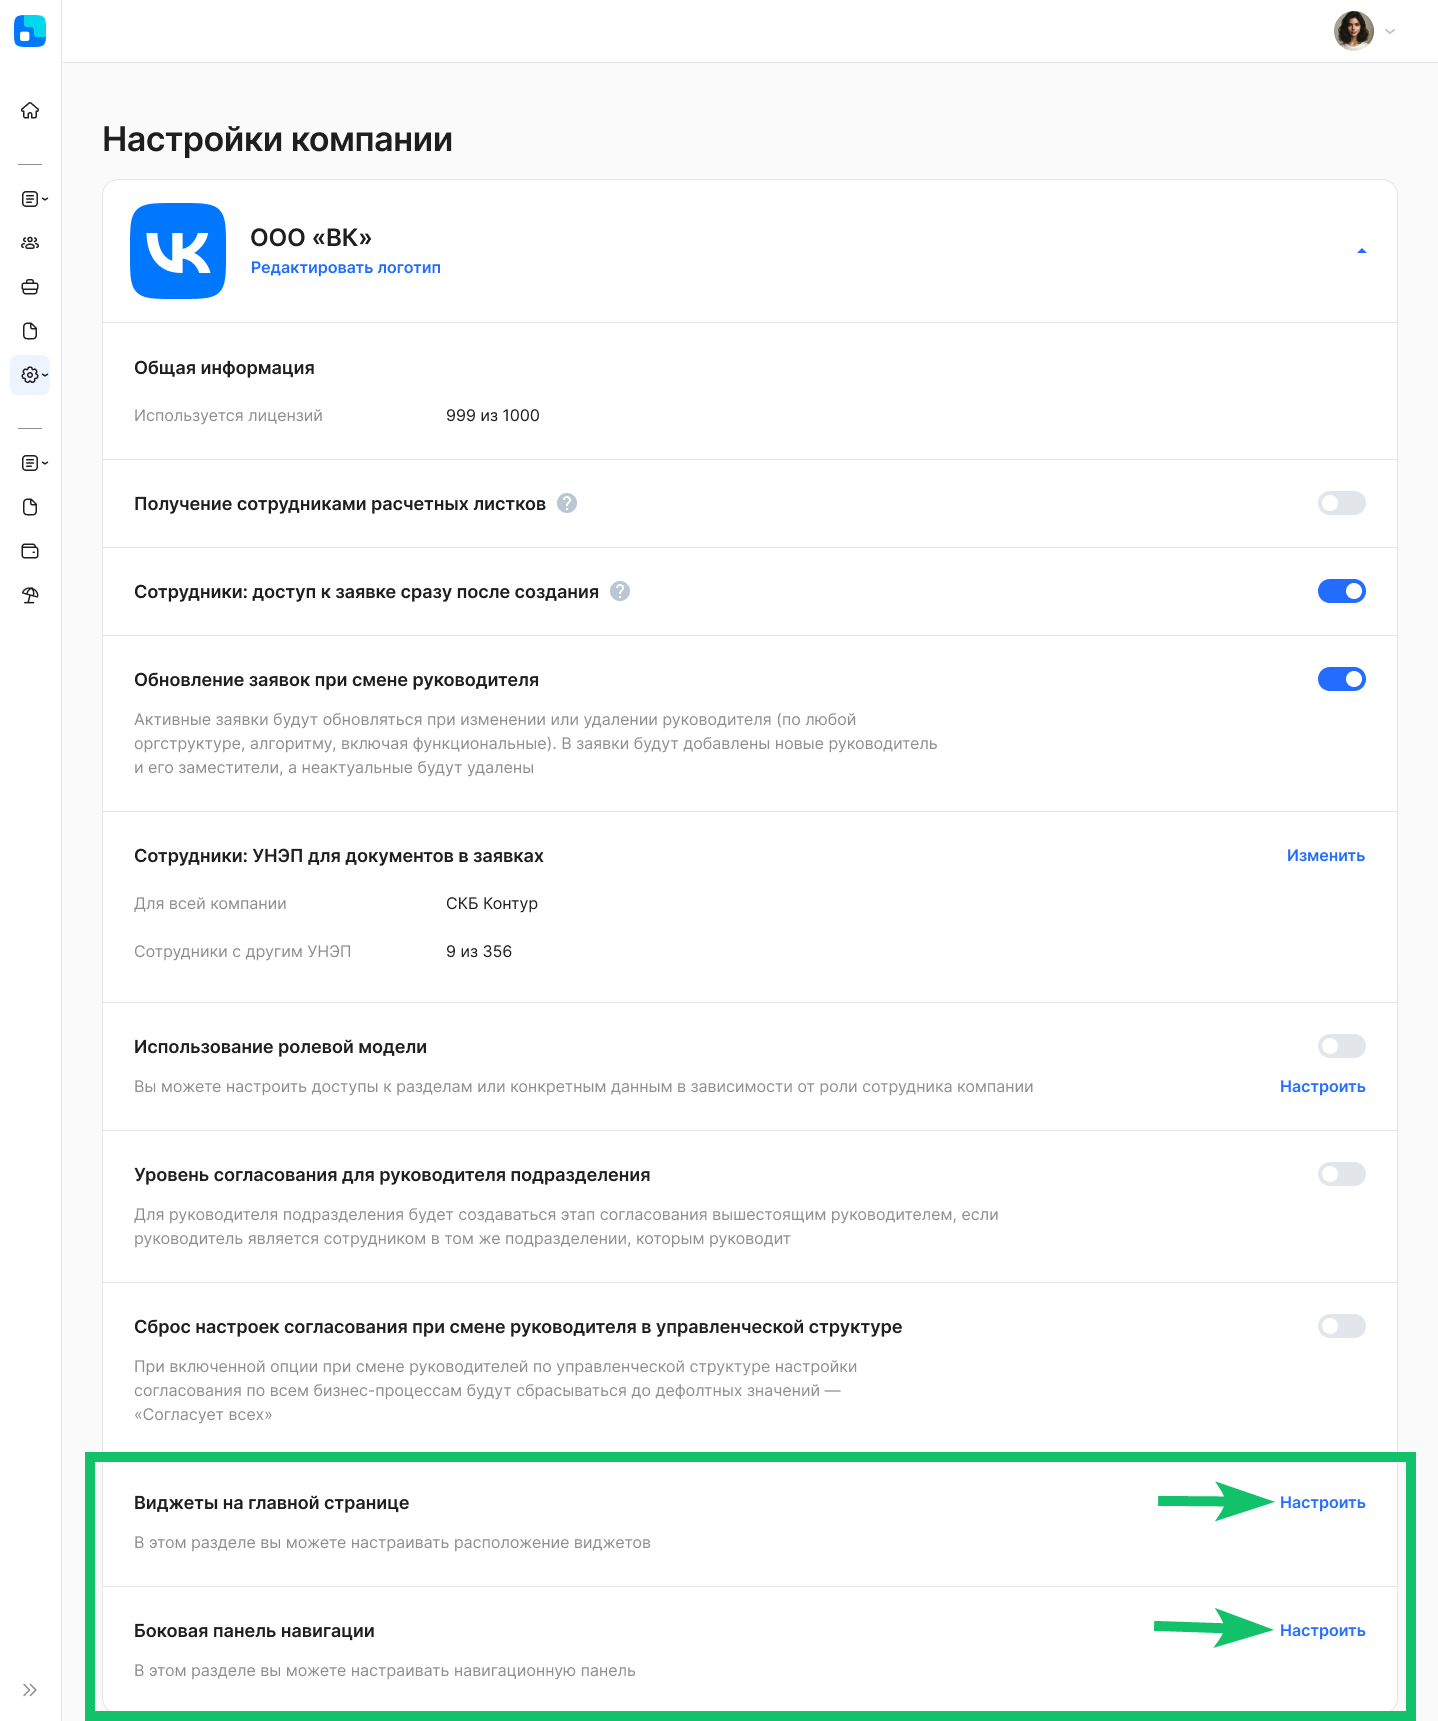 Настройки компании
VK
ООО «ВК»
Редактировать логотип
Общая информация
Используется лицензий 999 из 1000
Получение сотрудниками расчетных листков ?
Сотрудники: доступ к заявке сразу после создания ?
Обновление заявок при смене руководителя
Активные заявки будут обновляться при изменении или удалении руководителя (по любой
оргструктуре, алгоритму, включая функциональные). В заявки будут добавлены новые руководитель
и его заместители, а неактуальные будут удалены
Сотрудники: УНЭП для документов в заявках Изменить
Для всей компании СКБ Контур
Сотрудники с другим УНЭП 9 из 356
Использование ролевой модели
Вы можете настроить доступы к разделам или конкретным данным в зависимости от роли сотрудника компании Настроить
Уровень согласования для руководителя подразделения
Для руководителя подразделения будет создаваться этап согласования вышестоящим руководителем, если
руководитель является сотрудником в том же подразделении, которым руководит
Сброс настроек согласования при смене руководителя в управленческой структуре
При включенной опции при смене руководителей по управленческой структуре настройки
согласования по всем бизнес-процессам будут сбрасываться до дефолтных значений —
«Согласует всех»
Виджеты на главной странице Настроить
В этом разделе вы можете настраивать расположение виджетов
Боковая панель навигации Настроить
В этом разделе вы можете настраивать навигационную панель